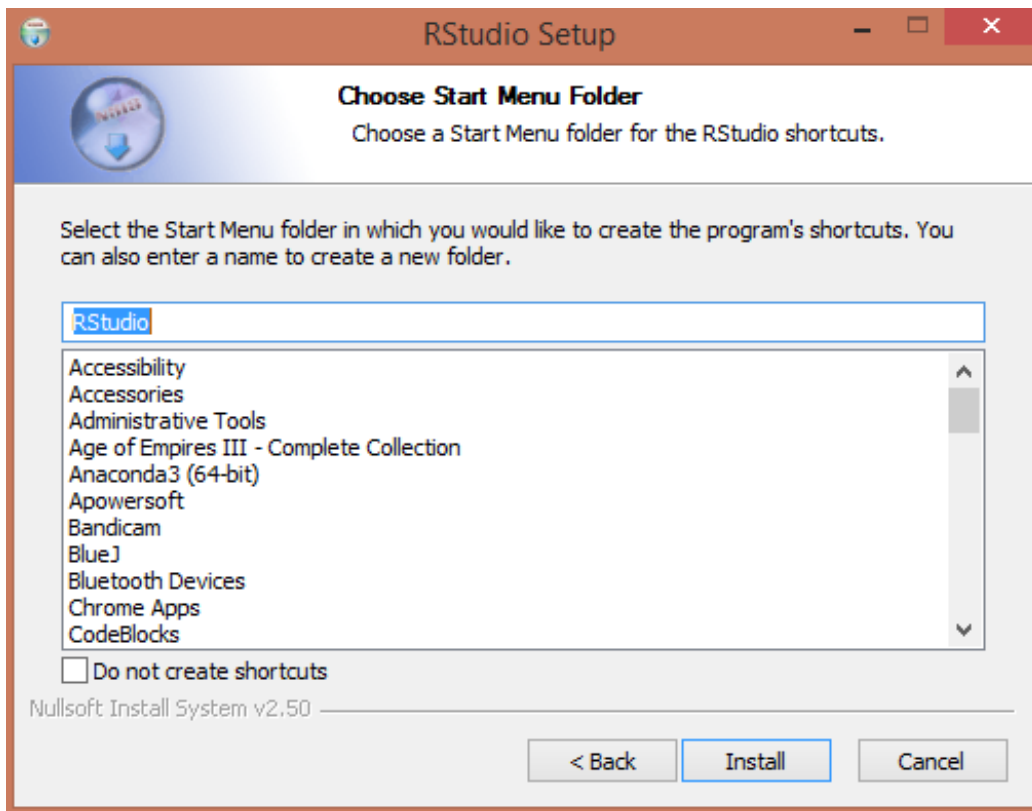 RStudio Setup
Choose Start Menu Folder
Choose a Start Menu folder for the RStudio shortcuts.
Select the Start Menu folder in which you would like to create the program's shortcuts. You
can also enter a name to create a new folder.
RStudio
Accessibility
Accessories
Administrative Tools
Age of Empires III - Complete Collection
Anaconda3 (64-bit)
Apowersoft
Bandicam
BlueJ
Bluetooth Devices
Chrome Apps
CodeBlocks
Do not create shortcuts
Nullsoft Install System v2.50
< Back Install Cancel